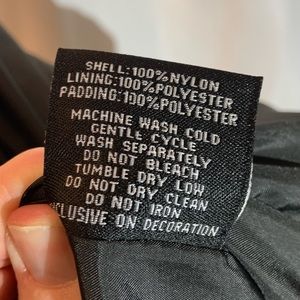 SHELL:100%NYLON
LINING:100%POLYESTER
PADDING:100%POLYESTER
MACHINE WASH COLD
GENTLE CYCLE
WASH SEPARATELY
DO NOT BLEACH
TUMBLE DRY LOW
DO NOT DRY CLEAN
DO NOT IRON
CLUSIVE ON DECORATION